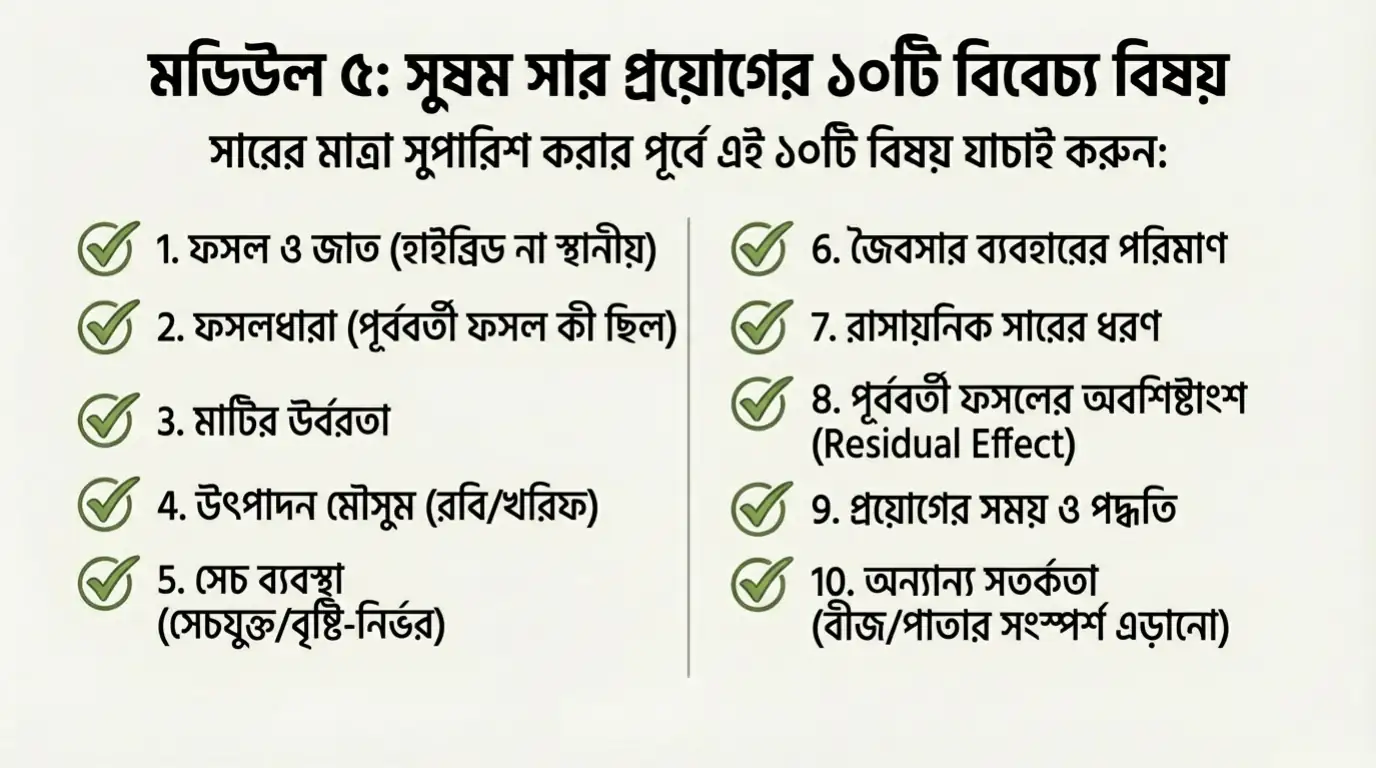 মডিউল ৫: সুষম সার প্রয়োগের ১০টি বিবেচ্য বিষয়
সারের মাত্রা সুপারিশ করার পূর্বে এই ১০টি বিষয় যাচাই করুন:
1. ফসল ও জাত (হাইব্রিড না স্থানীয়)
2. ফসলধারা (পূর্ববর্তী ফসল কী ছিল)
3. মাটির উর্বরতা
4. উৎপাদন মৌসুম (রবি/খরিফ)
5. সেচ ব্যবস্থা
(সেচযুক্ত/বৃষ্টি-নির্ভর)
6. জৈবসার ব্যবহারের পরিমাণ
7. রাসায়নিক সারের ধরণ
8. পূর্ববর্তী ফসলের অবশিষ্টাংশ
(Residual Effect)
9. প্রয়োগের সময় ও পদ্ধতি
10. অন্যান্য সতর্কতা
(বীজ/পাতার সংস্পর্শ এড়ানো)